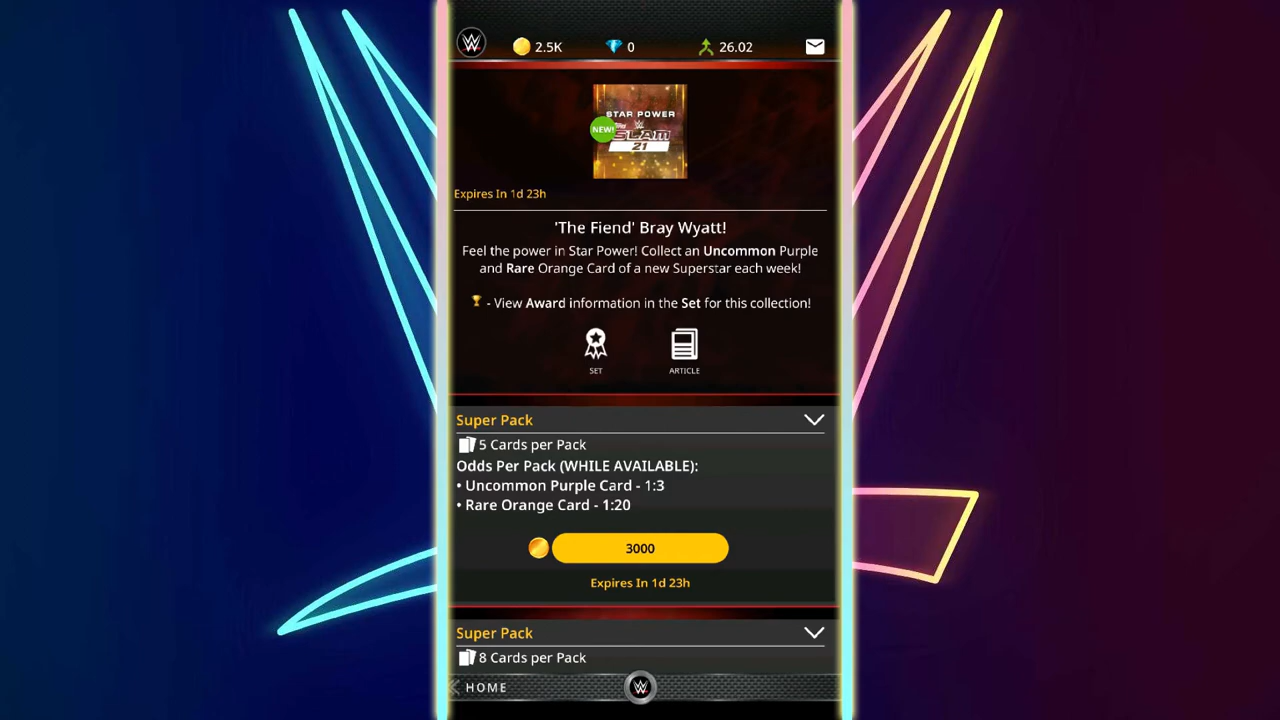 2.5K
0
26.02
STAR POWER
NEW!
SLAM
21
Expires In 1d 23h
'The Fiend' Bray Wyatt!
Feel the power in Star Power! Collect an Uncommon Purple
and Rare Orange Card of a new Superstar each week!
- View Award information in the Set for this collection!
SET
ARTICLE
Super Pack
5 Cards per Pack
Odds Per Pack (WHILE AVAILABLE):
• Uncommon Purple Card - 1:3
• Rare Orange Card - 1:20
3000
Expires In 1d 23h
Super Pack
8 Cards per Pack
HOME